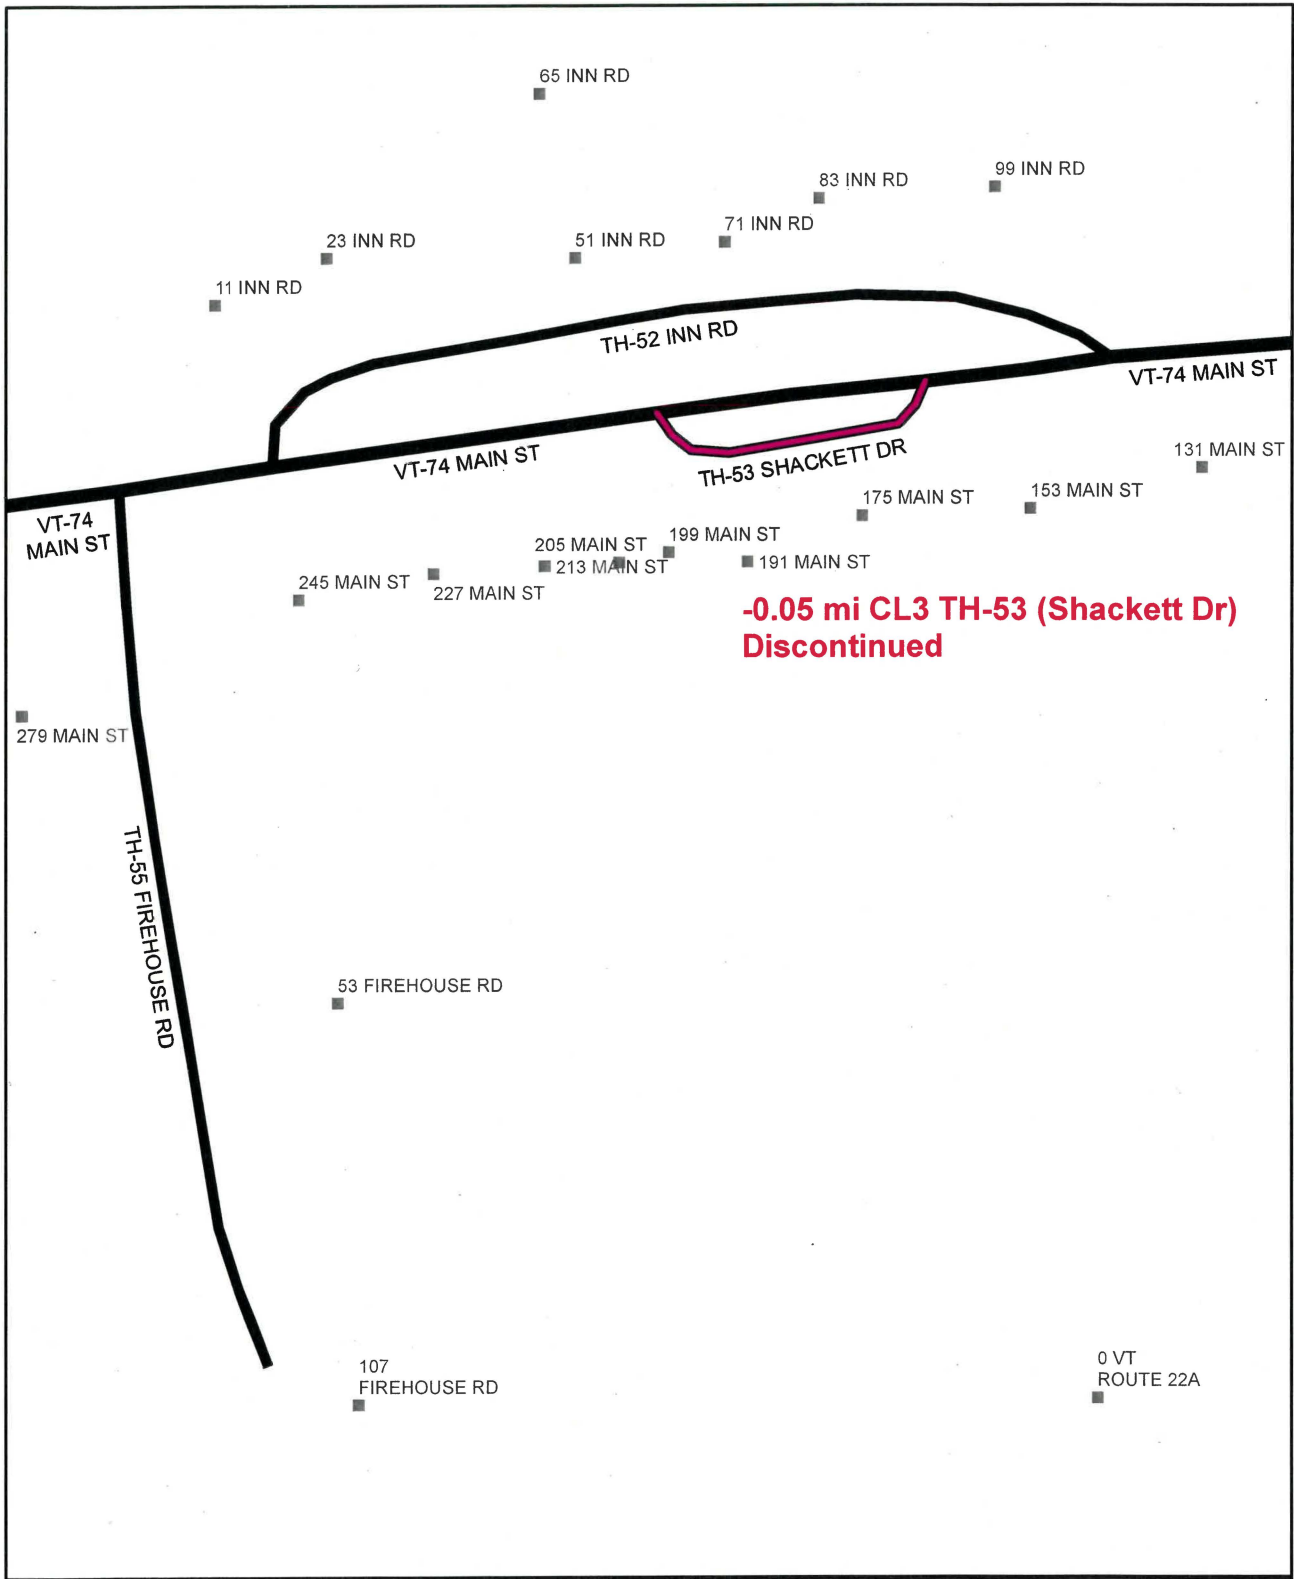 65 INN RD
99 INN RD
83 INN RD
71 INN RD
23 INN RD
51 INN RD
11 INN RD
TH-52 INN RD
VT-74 MAIN ST
VT-74 MAIN ST
TH-53 SHACKETT DR
131 MAIN ST
153 MAIN ST
175 MAIN ST
VT-74
MAIN ST
199 MAIN ST
205 MAIN ST
213 MAIN ST
191 MAIN ST
245 MAIN ST
227 MAIN ST
-0.05 mi CL3 TH-53 (Shackett Dr)
Discontinued
279 MAIN ST
TH-55 FIREHOUSE RD
53 FIREHOUSE RD
107
FIREHOUSE RD
0 VT
ROUTE 22A